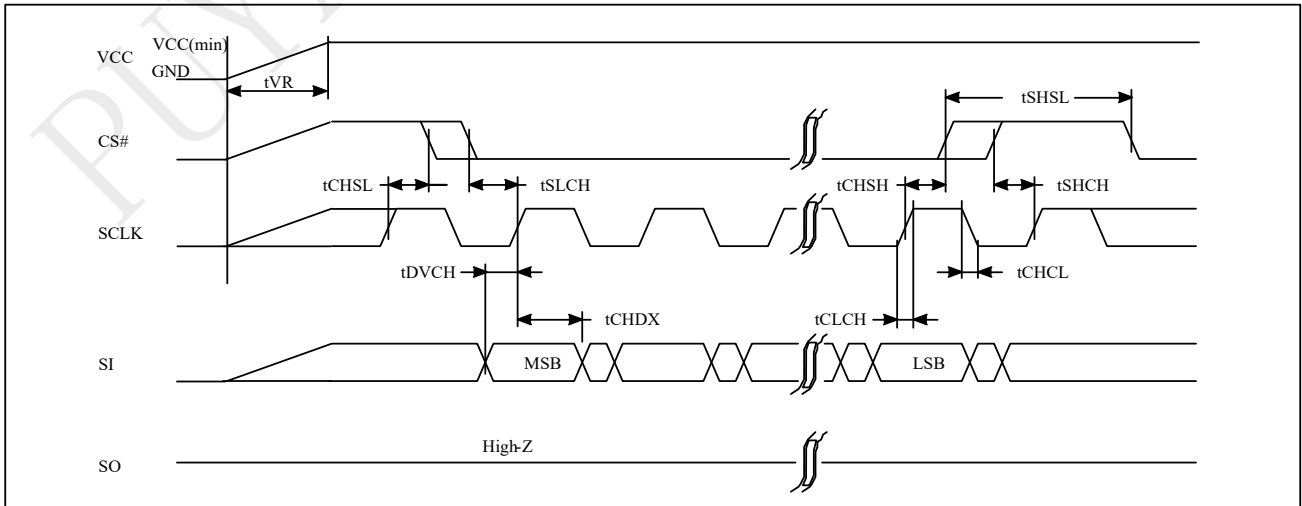 PUYA
VCC
VCC(min)
GND
tVR
tSHSL
CS#
tCHSL
tSLCH
tCHSH
tSHCH
SCLK
tDVCH
tCHCL
tCHDX
tCLCH
SI
MSB
LSB
High-Z
SO